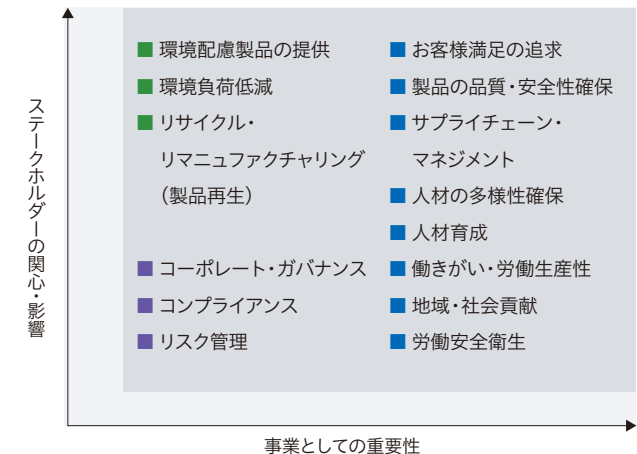 ステークホルダーの関心・影響
■ 環境配慮製品の提供
■ 環境負荷低減
■ リサイクル・
リマニュファクチャリング
（製品再生）
■ コーポレート・ガバナンス
■ コンプライアンス
■ リスク管理
■ お客様満足の追求
■ 製品の品質・安全性確保
■ サプライチェーン・
マネジメント
■ 人材の多様性確保
■ 人材育成
■ 働きがい・労働生産性
■ 地域・社会貢献
■ 労働安全衛生
事業としての重要性